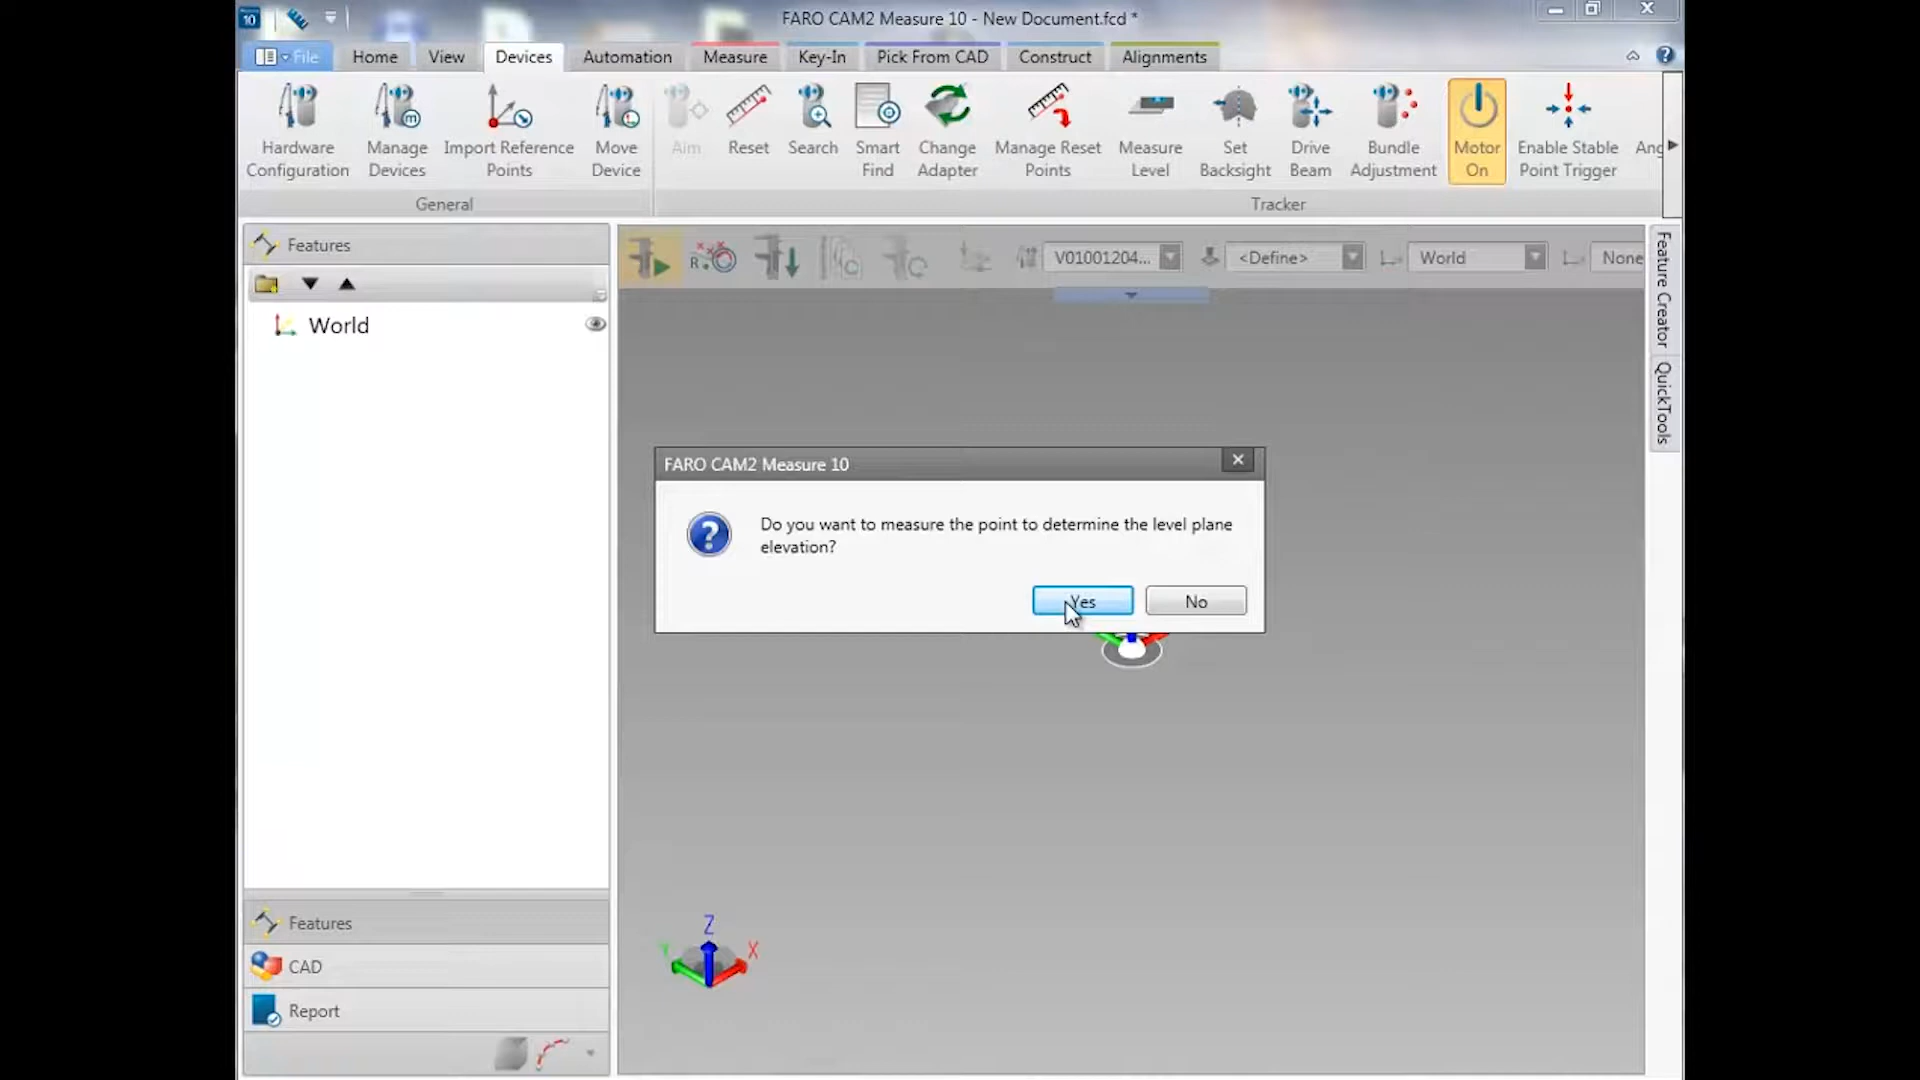 10
FARO CAM2 Measure 10 - New Document.fcd *
File Home View Devices Automation Measure Key-In Pick From CAD Construct Alignments
Hardware Configuration
Manage Devices
Import Reference Points
Move Device
General
Aim
Reset
Search
Smart Find
Change Adapter
Manage Reset Points
Measure Level
Set Backsight
Drive Beam
Bundle Adjustment
Motor On
Enable Stable Point Trigger
Tracker
Features
World
V01001204...
<Define>
World
None
Feature Creator
QuickTools
FARO CAM2 Measure 10
Do you want to measure the point to determine the level plane
elevation?
Yes No
Z
Y X
Features
CAD
Report